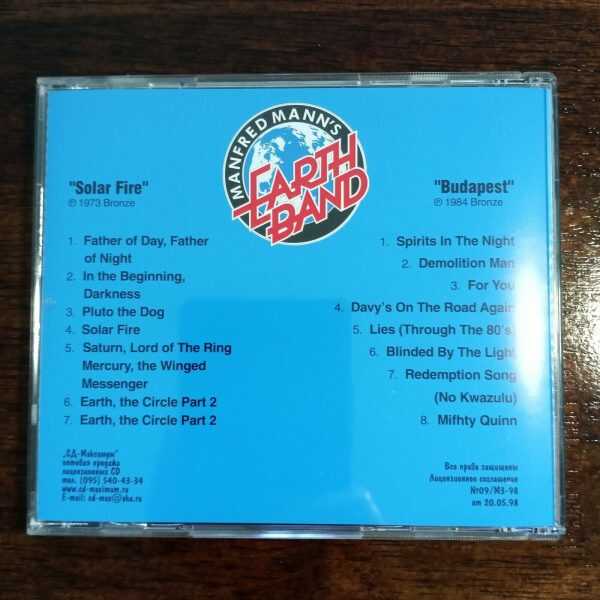 MANFRED MANN'S
EARTH
BAND
"Solar Fire"
℗ 1973 Bronze
1. Father of Day, Father
of Night
2. In the Beginning,
Darkness
3. Pluto the Dog
4. Solar Fire
5. Saturn, Lord of The Ring
Mercury, the Winged
Messenger
6. Earth, the Circle Part 2
7. Earth, the Circle Part 2
"Budapest"
℗ 1984 Bronze
1. Spirits In The Night
2. Demolition Man
3. For You
4. Davy's On The Road Again
5. Lies (Through The 80's)
6. Blinded By The Light
7. Redemption Song
(No Kwazulu)
8. Mifhty Quinn
„СД-Максимум"
оптовая продажа
лицензионных CD
тел. (095) 540-43-34
www.cd-maximum.ru
E-mail: cd-max@aha.ru
Все права защищены
Лицензионное соглашение
№09/МЗ-98
от 20.05.98